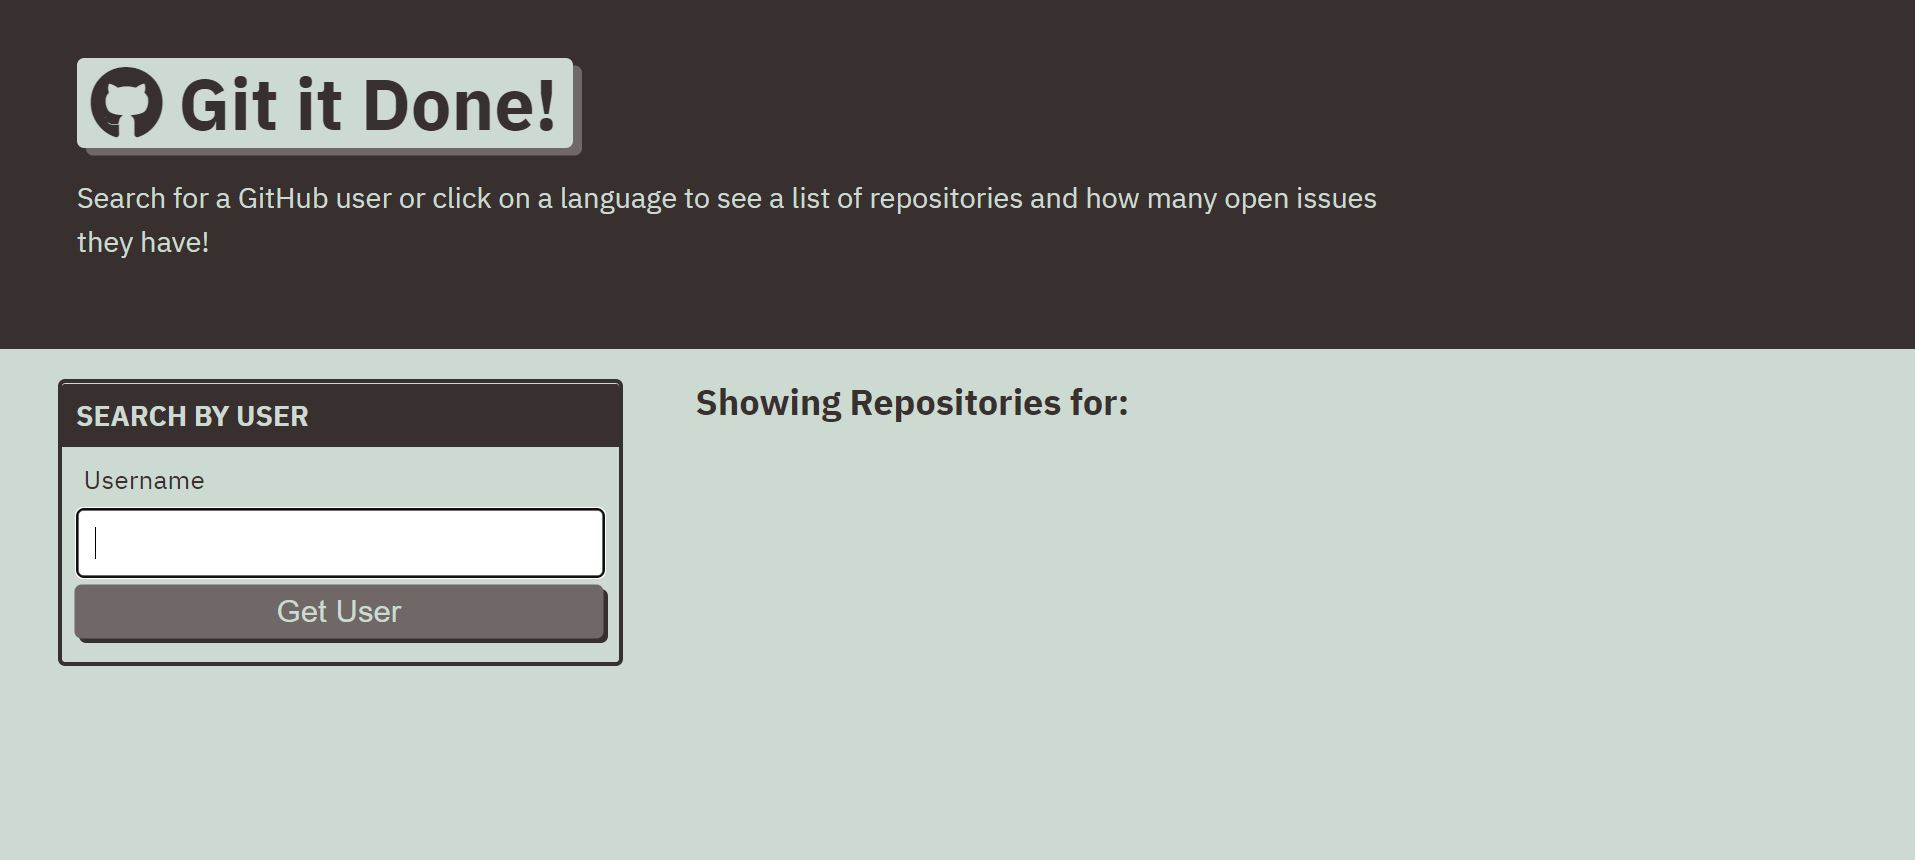 Git it Done!
Search for a GitHub user or click on a language to see a list of repositories and how many open issues
they have!
SEARCH BY USER
Username
Get User
Showing Repositories for: